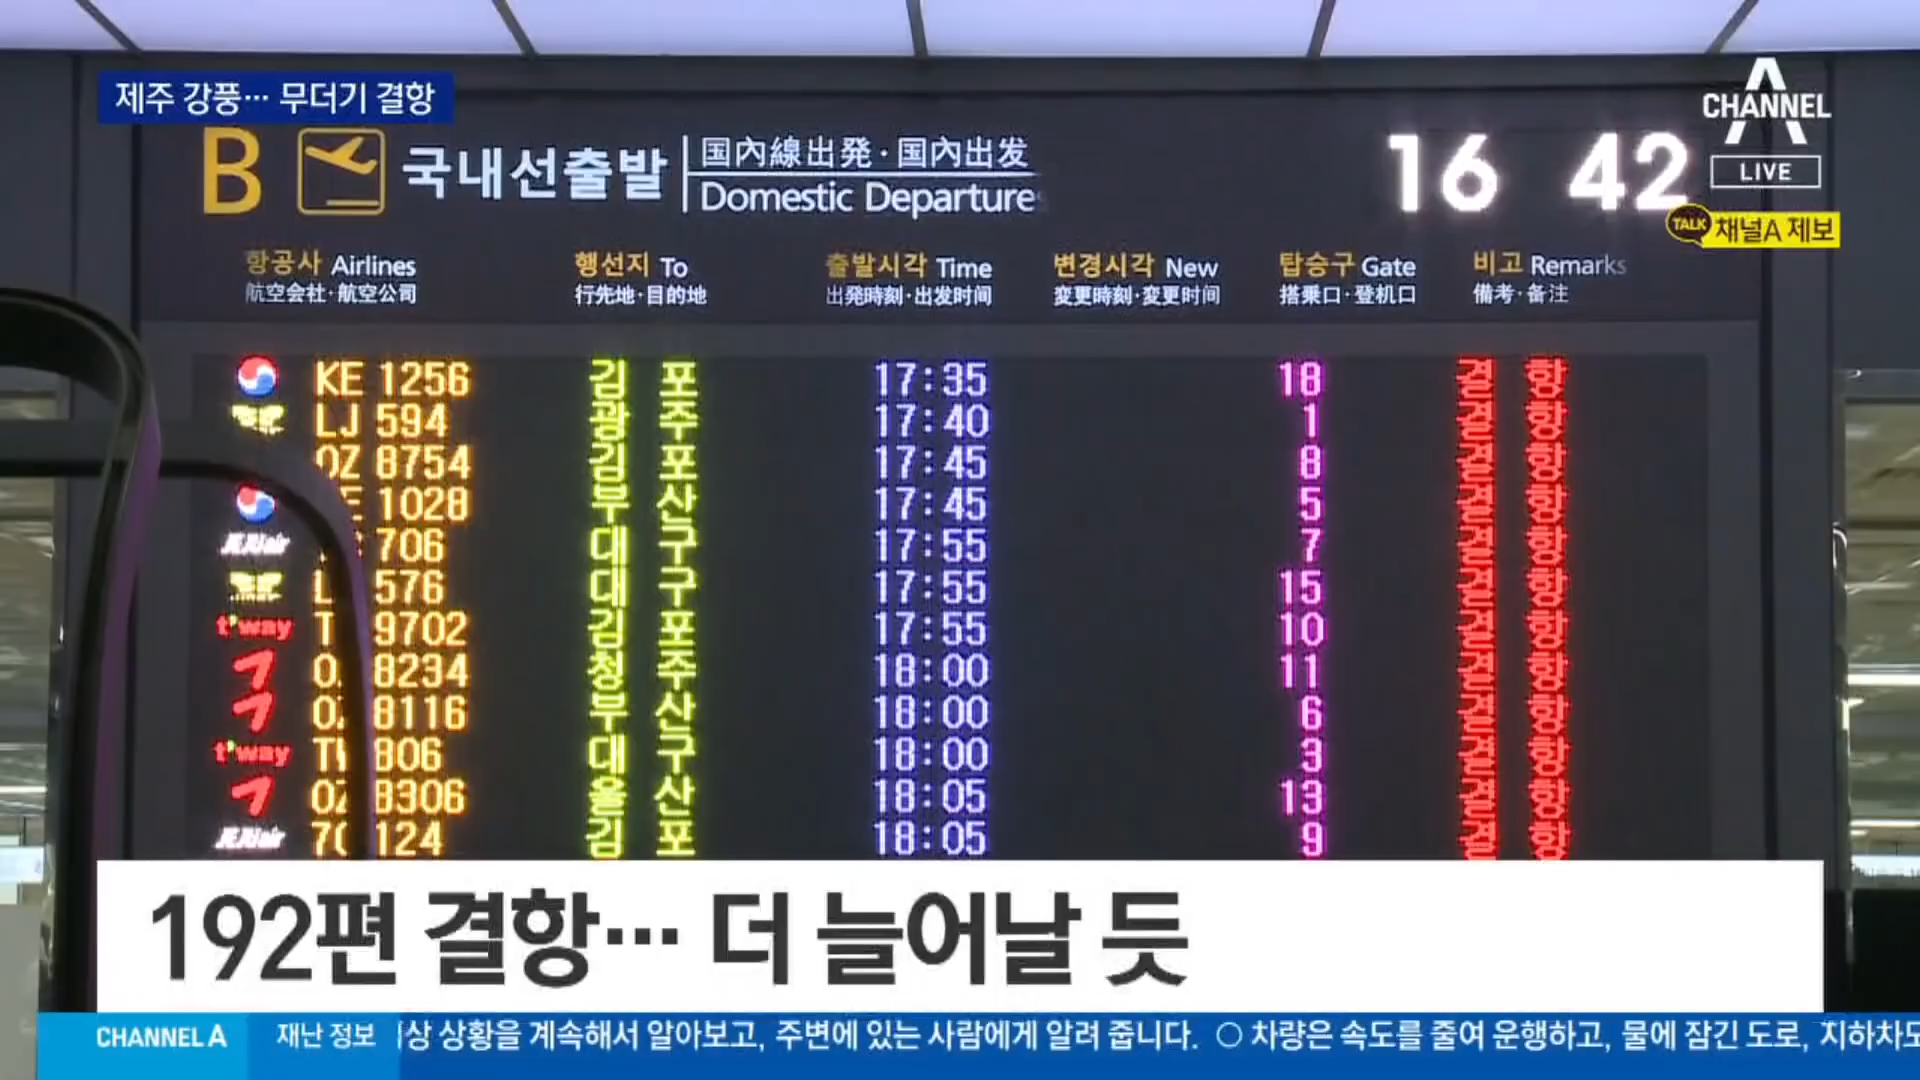 제주 강풍… 무더기 결항
CHANNEL A
LIVE
TALK 채널A 제보
B 국내선출발 国内線出発·国内出发
Domestic Departures
16 42
항공사 Airlines 행선지 To 출발시각 Time 변경시각 New 탑승구 Gate 비고 Remarks
航空会社·航空公司 行先地·目的地 出発時刻·出发时间 変更時刻·変更时间 搭乗口·登机口 備考·备注
KE 1256 김포 17:35 18 결항
LJ 594 광주 17:40 1 결항
OZ 8754 김포 17:45 8 결항
E 1028 부산 17:45 5 결항
JEJUair 706 대구 17:55 7 결항
L 576 대구 17:55 15 결항
t'way T 9702 김포 17:55 10 결항
8234 청주 18:00 11 결항
OZ 8116 부산 18:00 6 결항
t'way TW 806 대구 18:00 3 결항
OZ 8306 울산 18:05 13 결항
JEJUair 7C 124 김포 18:05 9 결항
192편 결항… 더 늘어날 듯
CHANNEL A 재난 정보 상 상황을 계속해서 알아보고, 주변에 있는 사람에게 알려 줍니다. ○ 차량은 속도를 줄여 운행하고, 물에 잠긴 도로, 지하차도